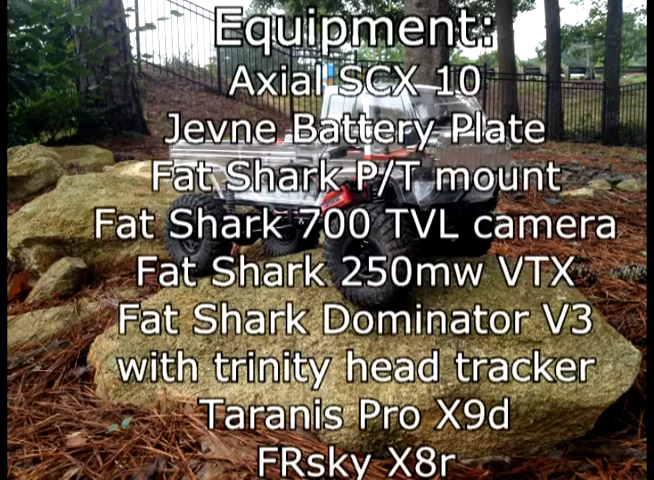 Equipment:
Axial SCX 10
Jevne Battery Plate
Fat Shark P/T mount
Fat Shark 700 TVL camera
Fat Shark 250mw VTX
Fat Shark Dominator V3
with trinity head tracker
Taranis Pro X9d
FRsky X8r